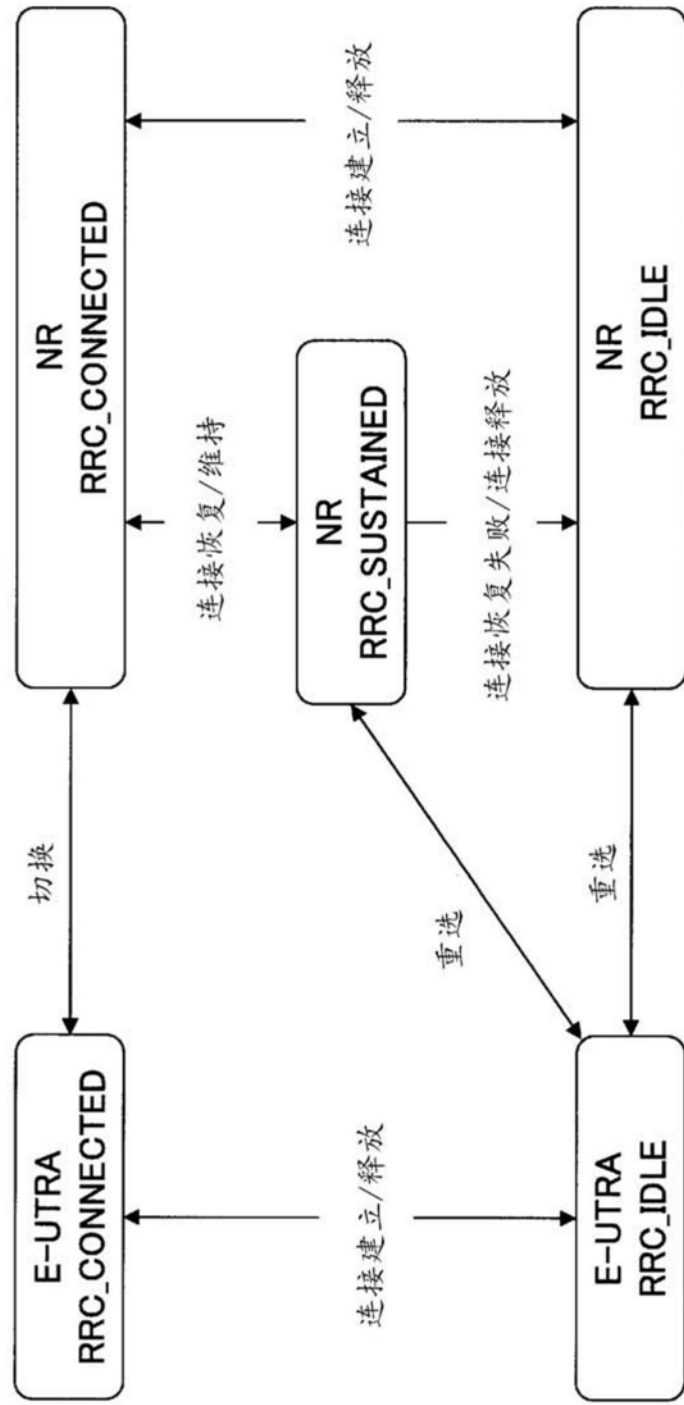 E-UTRA
RRC_CONNECTED
切换
NR
RRC_CONNECTED
连接建立/释放
连接恢复/维持
连接建立/释放
NR
RRC_SUSTAINED
重选
连接恢复失败/连接释放
E-UTRA
RRC_IDLE
重选
NR
RRC_IDLE